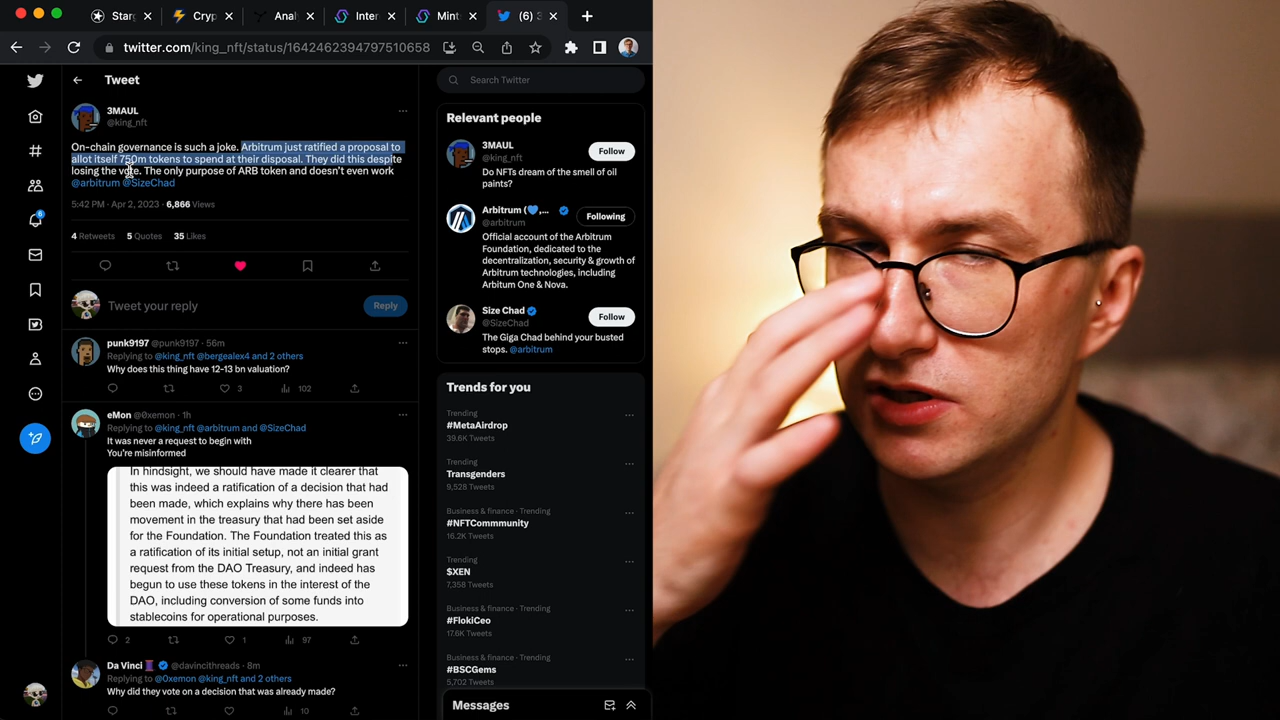 Starg
Cryp
Anal
Inter
Mint
(6) 3
twitter.com/king_nft/status/1642462394797510658
Tweet
Search Twitter
3MAUL
@king_nft
On-chain governance is such a joke. Arbitrum just ratified a proposal to
allot itself 750m tokens to spend at their disposal. They did this despite
losing the vote. The only purpose of ARB token and doesn't even work
@arbitrum @SizeChad
5:42 PM · Apr 2, 2023 · 6,866 Views
4 Retweets 5 Quotes 35 Likes
Tweet your reply
Reply
punk9197 @punk9197 · 56m
Replying to @king_nft @bergealex4 and 2 others
Why does this thing have 12-13 bn valuation?
3 102
eMon @0xemon · 1h
Replying to @king_nft @arbitrum and @SizeChad
It was never a request to begin with
You're misinformed
In hindsight, we should have made it clearer that
this was indeed a ratification of a decision that had
been made, which explains why there has been
movement in the treasury that had been set aside
for the Foundation. The Foundation treated this as
a ratification of its initial setup, not an initial grant
request from the DAO Treasury, and indeed has
begun to use these tokens in the interest of the
DAO, including conversion of some funds into
stablecoins for operational purposes.
2 1 97
Da Vinci @davincithreads · 8m
Replying to @0xemon @king_nft and 2 others
Why did they vote on a decision that was already made?
10
Relevant people
3MAUL
@king_nft
Follow
Do NFTs dream of the smell of oil
paints?
Arbitrum (💙,...
@arbitrum
Following
Official account of the Arbitrum
Foundation, dedicated to the
decentralization, security & growth of
Arbitrum technologies, including
Arbitum One & Nova.
Size Chad
@SizeChad
Follow
The Giga Chad behind your busted
stops. @arbitrum
Trends for you
Trending
#MetaAirdrop
39.6K Tweets
Trending
Transgenders
9,528 Tweets
Business & finance · Trending
#NFTCommmunity
16.2K Tweets
Trending
$XEN
7,358 Tweets
Business & finance · Trending
#FlokiCeo
17.6K Tweets
Business & finance · Trending
#BSCGems
5,702 Tweets
Messages